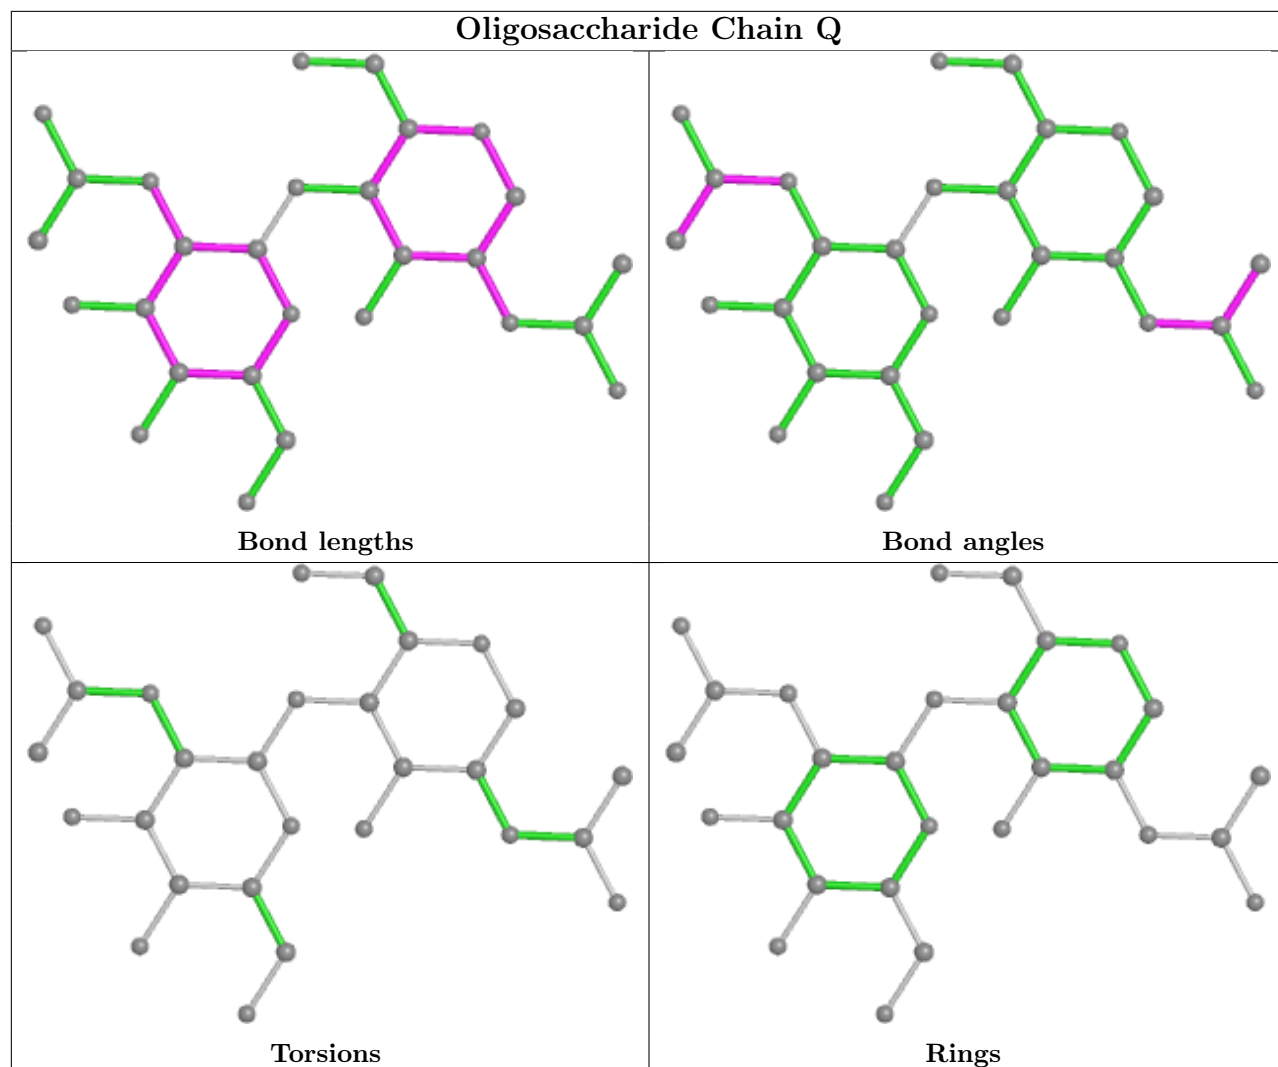 Oligosaccharide Chain Q
Bond lengths
Bond angles
Torsions
Rings